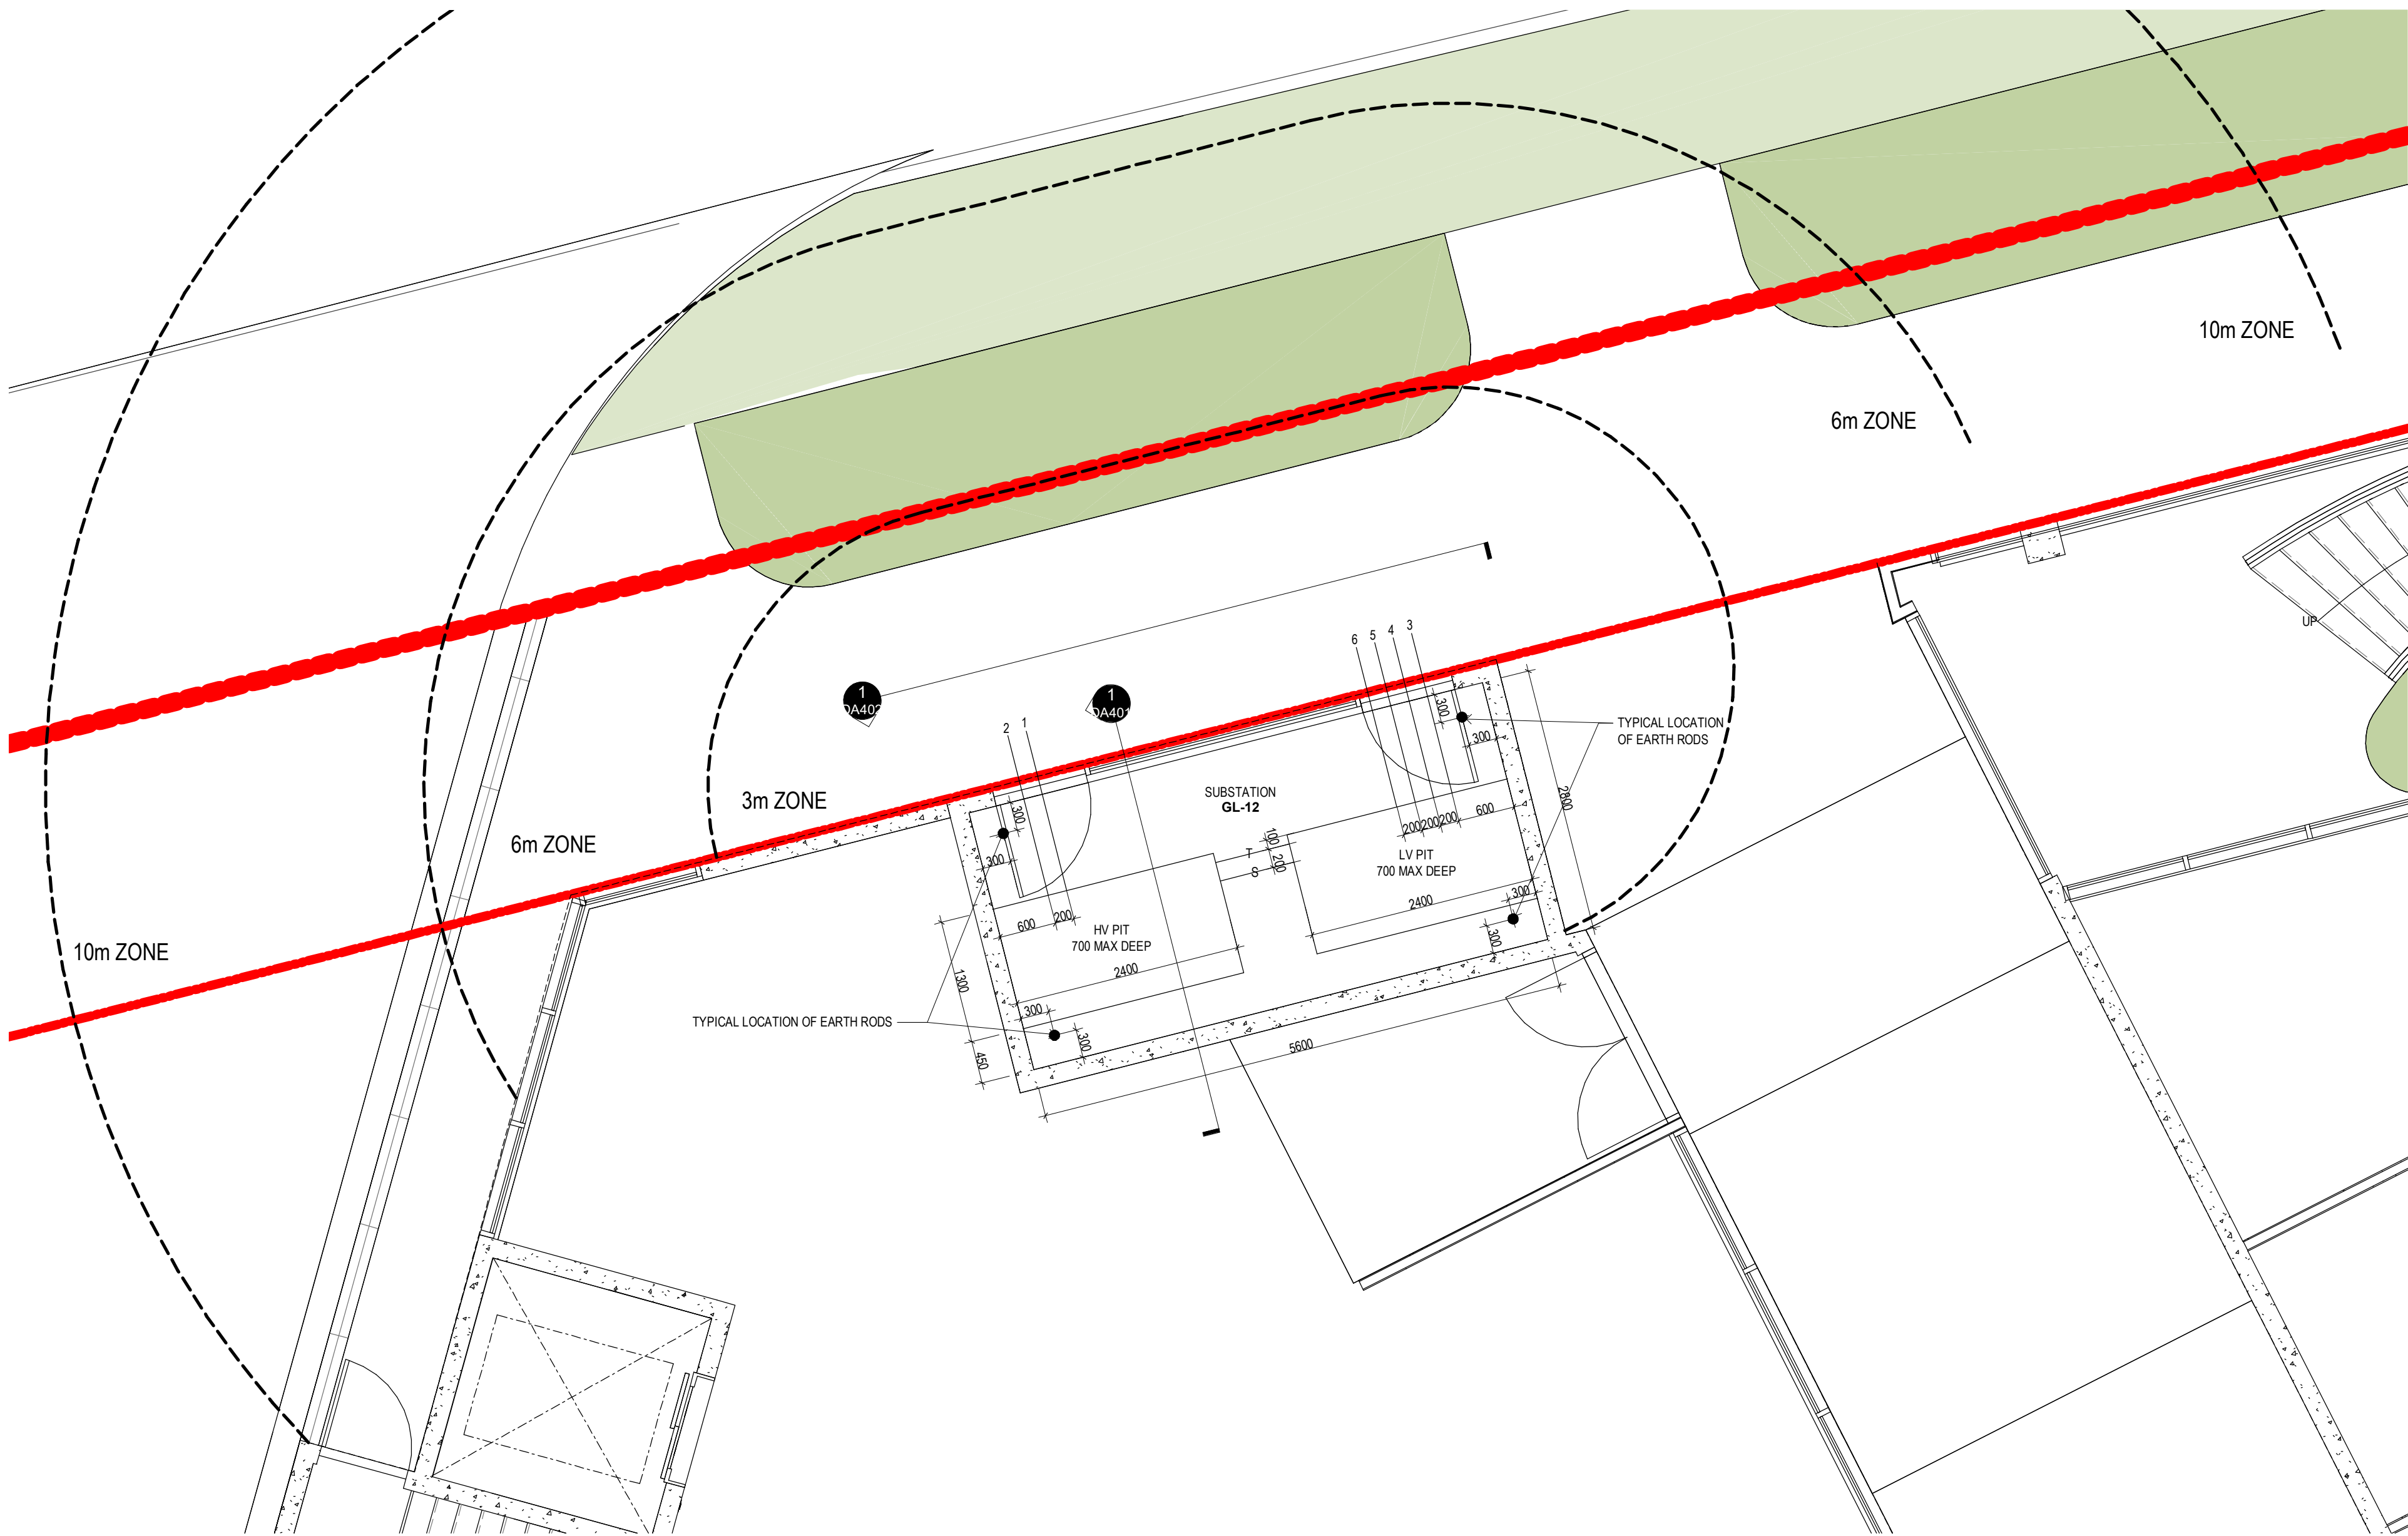 10m ZONE
6m ZONE
UP
6
5
4
3
1
DA402
1
DA401
2
1
300
TYPICAL LOCATION
OF EARTH RODS
300
3m ZONE
SUBSTATION
GL-12
2800
300
600
200
200
200
100
6m ZONE
T
200
LV PIT
700 MAX DEEP
300
S
2400
300
600
200
HV PIT
700 MAX DEEP
300
10m ZONE
2400
1300
300
TYPICAL LOCATION OF EARTH RODS
300
5600
450